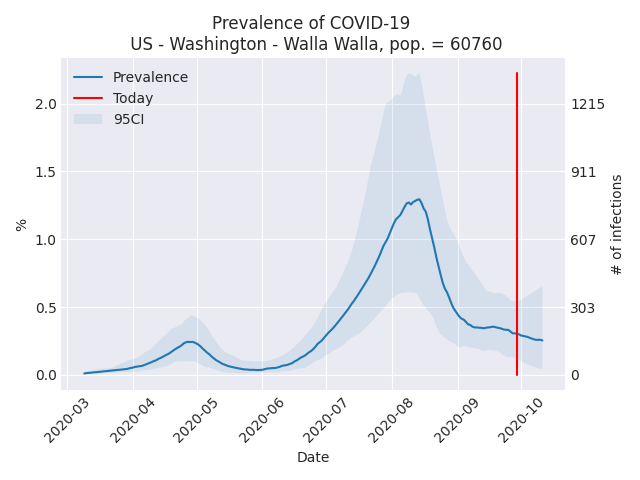 Prevalence of COVID-19
US - Washington - Walla Walla, pop. = 60760
Prevalence
Today
95CI
2.0
1.5
1.0
0.5
0.0
%
1215
911
607
303
0
# of infections
2020-03
2020-04
2020-05
2020-06
2020-07
2020-08
2020-09
2020-10
Date